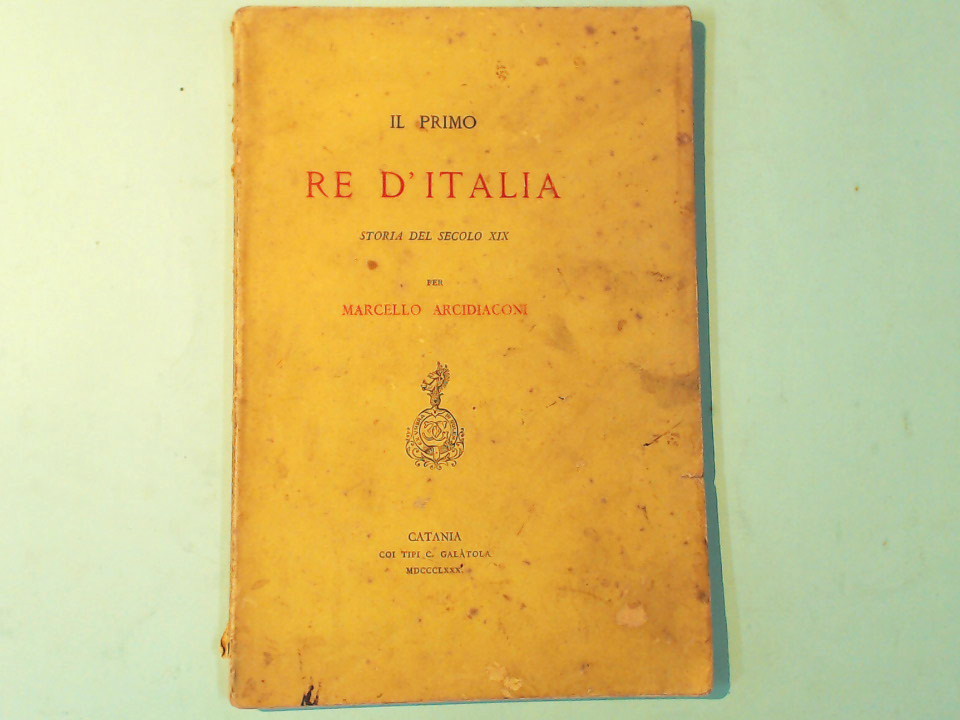 IL PRIMO
RE D'ITALIA
STORIA DEL SECOLO XIX
PER
MARCELLO ARCIDIACONI
CATANIA
COI TIPI C. GALÀTOLA
MDCCCLXXX.